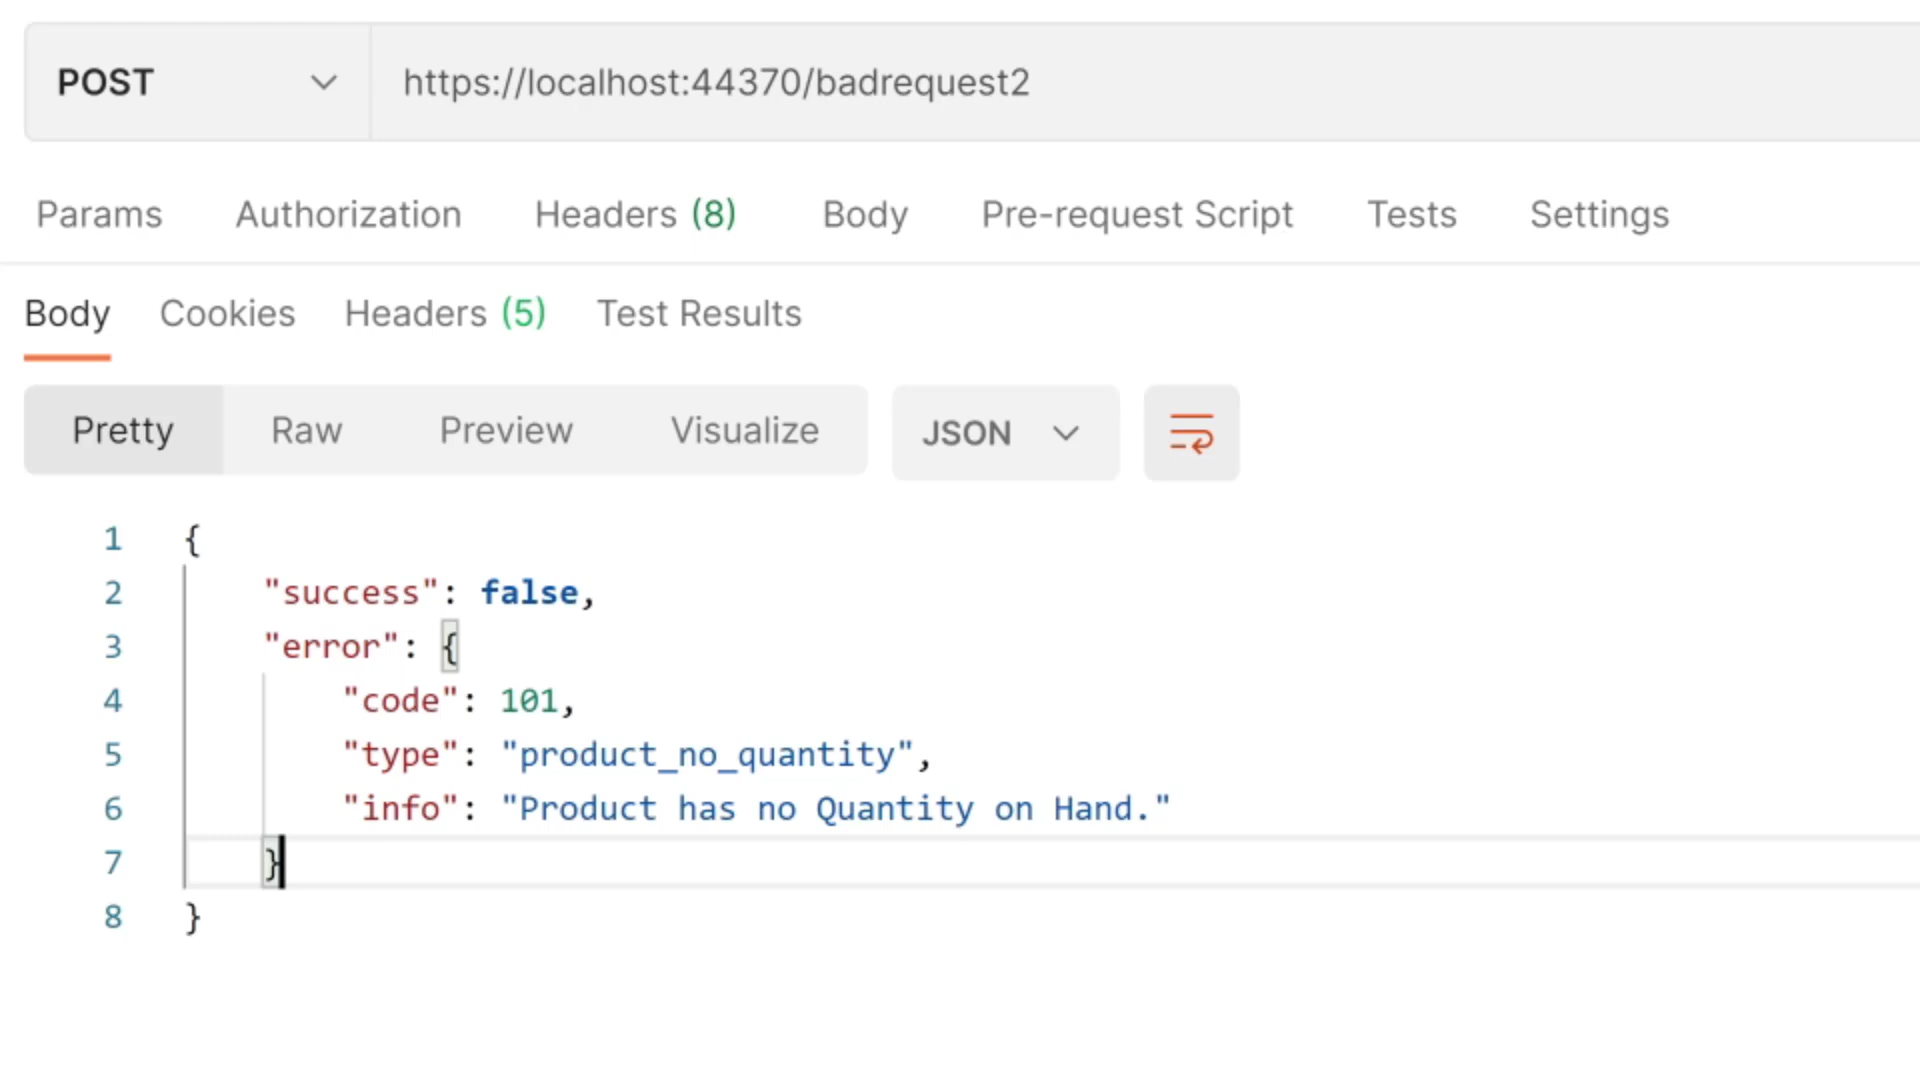 POST https://localhost:44370/badrequest2
Params Authorization Headers (8) Body Pre-request Script Tests Settings
Body Cookies Headers (5) Test Results
Pretty Raw Preview Visualize JSON
1 {
2 "success": false,
3 "error": {
4 "code": 101,
5 "type": "product_no_quantity",
6 "info": "Product has no Quantity on Hand."
7 }
8 }